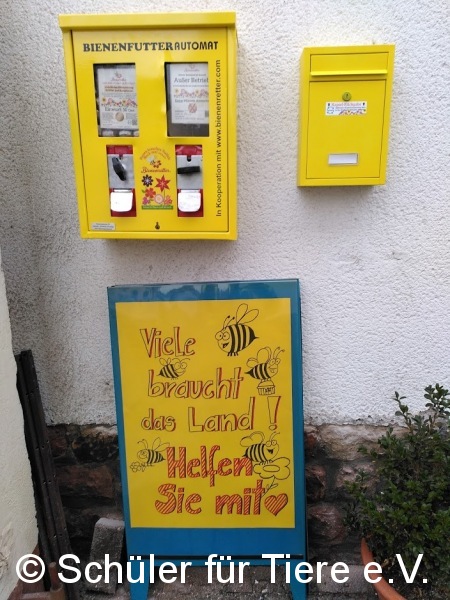 BIENENFUTTERAUTOMAT
Außer Betrieb
Bienenretter
In Kooperation mit www.bienenretter.com
Viele
braucht
das Land!
Helfen
Sie mit
© Schüler für Tiere e.V.